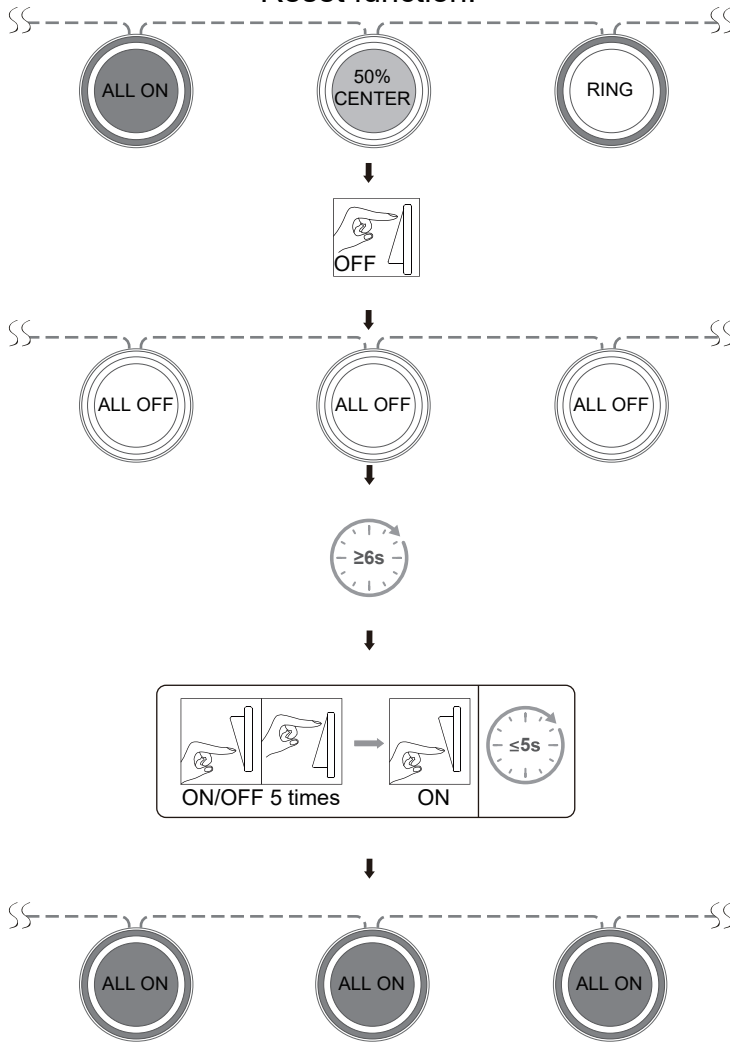 Reset function:
ALL ON
50%
CENTER
RING
OFF
ALL OFF
ALL OFF
ALL OFF
≥6s
≤5s
ON/OFF 5 times
ON
ALL ON
ALL ON
ALL ON